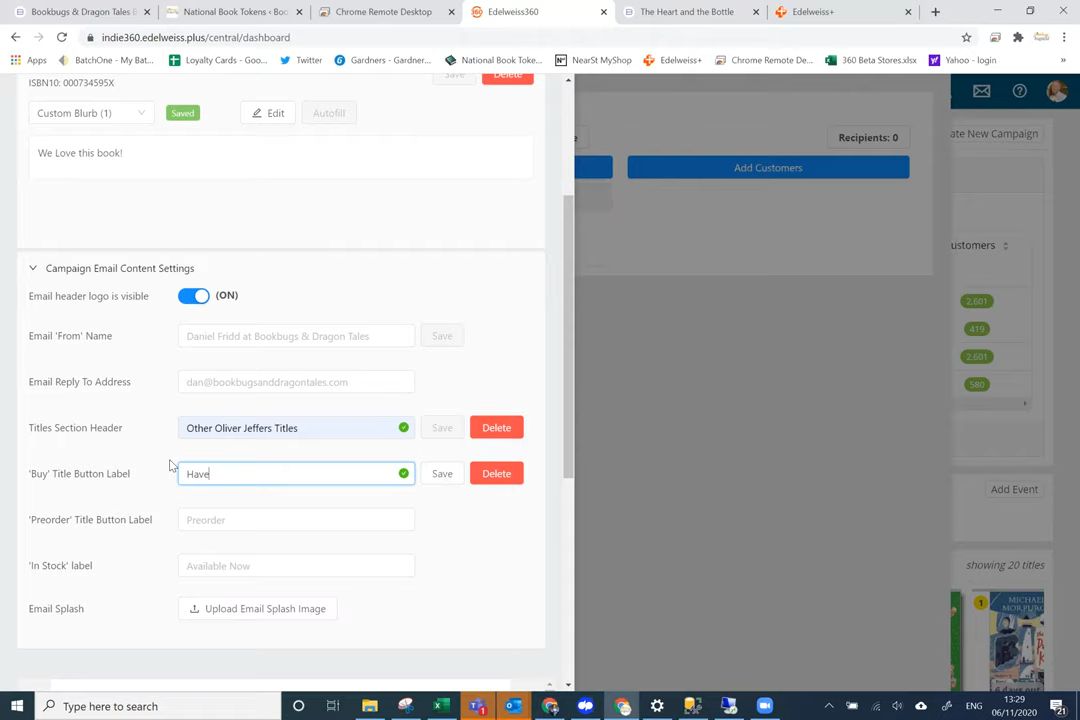 Bookbugs & Dragon Tales B
National Book Tokens ‹ Boo
Chrome Remote Desktop
Edelweiss360
The Heart and the Bottle
Edelweiss+
indie360.edelweiss.plus/central/dashboard
Apps
BatchOne - My Bat...
Loyalty Cards - Goo...
Twitter
Gardners - Gardner...
National Book Toke...
NearSt MyShop
Edelweiss+
Chrome Remote De...
360 Beta Stores.xlsx
Yahoo - login
»
ISBN10: 000734595X
Save
Delete
Custom Blurb (1)
Saved
Edit
Autofill
We Love this book!
Recipients: 0
Add Customers
ate New Campaign
ustomers
2,601
419
2,601
580
Add Event
showing 20 titles
1
MICHAEL
MORPUR
Campaign Email Content Settings
Email header logo is visible
(ON)
Email 'From' Name
Daniel Fridd at Bookbugs & Dragon Tales
Save
Email Reply To Address
dan@bookbugsanddragontales.com
Titles Section Header
Other Oliver Jeffers Titles
Save
Delete
'Buy' Title Button Label
Have
Save
Delete
'Preorder' Title Button Label
Preorder
'In Stock' label
Available Now
Email Splash
Upload Email Splash Image
Type here to search
1
ENG
13:29
06/11/2020
21